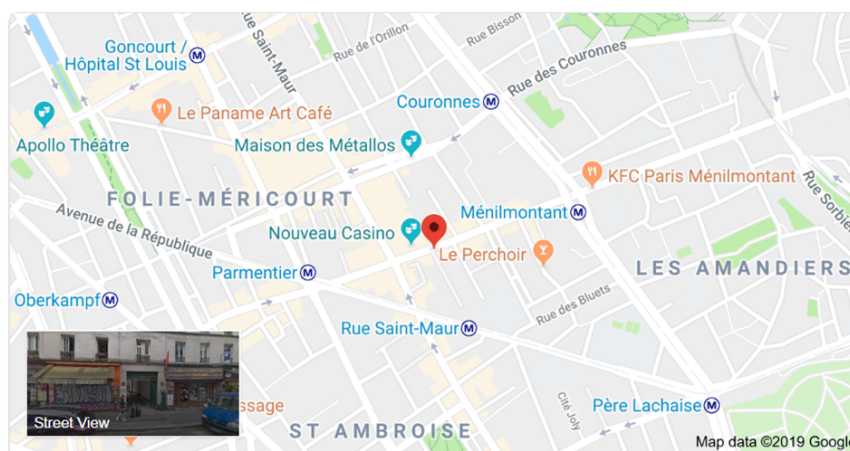 Goncourt /
Hôpital St Louis
Rue Saint-Maur
Rue de l'Orillon
Rue Bisson
Rue des Couronnes
Le Paname Art Café
Couronnes
Apollo Théâtre
Maison des Métallos
KFC Paris Ménilmontant
FOLIE-MÉRICOURT
Rue Sorbier
Avenue de la République
Nouveau Casino
Ménilmontant
Le Perchoir
Parmentier
LES AMANDIERS
Oberkampf
Rue des Bluets
Rue Saint-Maur
Street View
ssage
ST AMBROISE
Cité Joly
Père Lachaise
Map data ©2019 Google